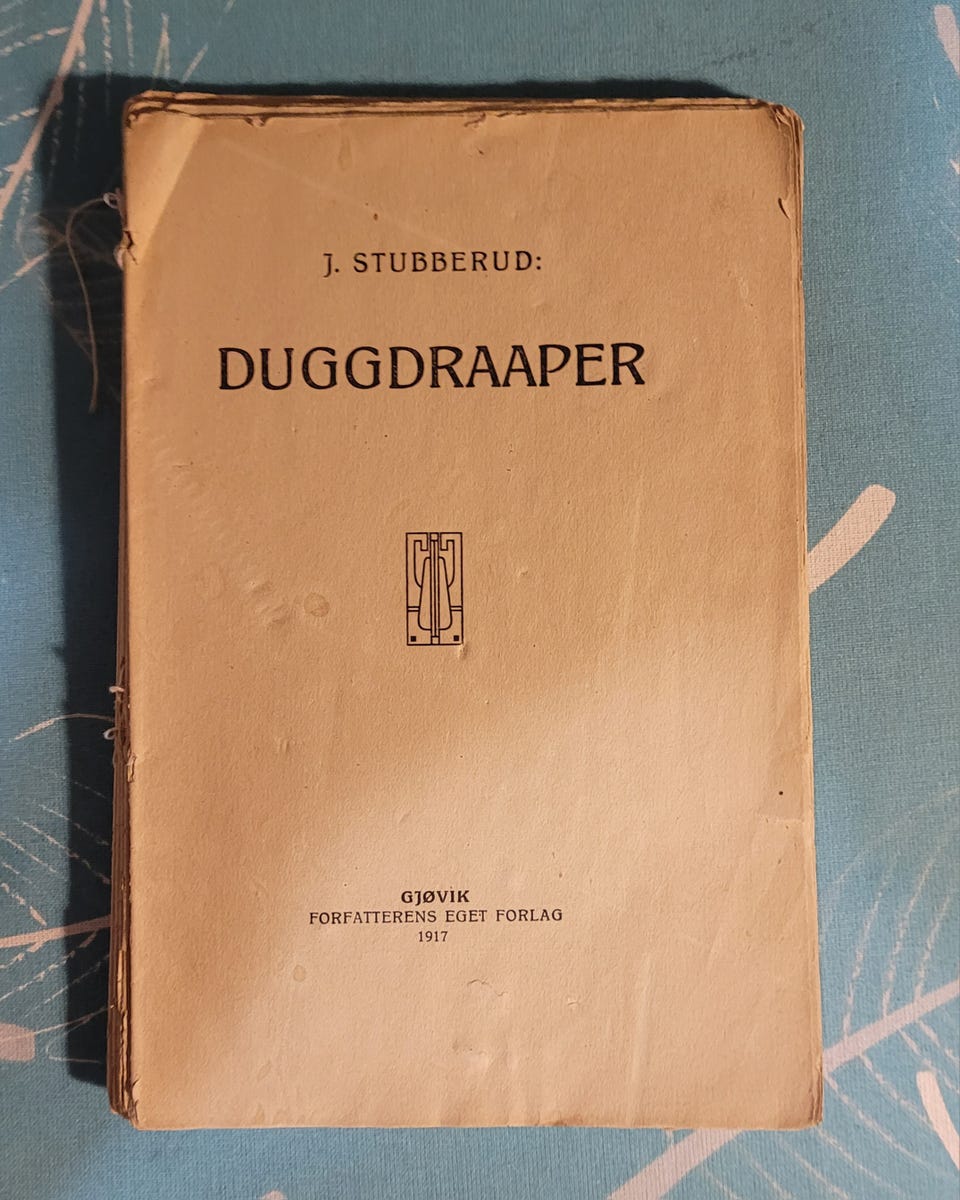 J. STUBBERUD:
DUGGDRAAPER
GJØVIK
FORFATTERENS EGET FORLAG
1917